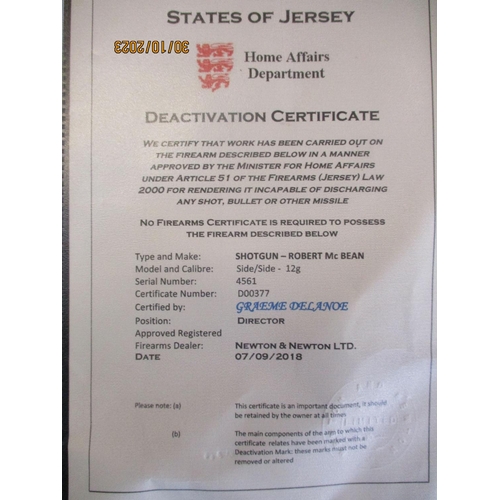 STATES OF JERSEY
30/10/2023
Home Affairs
Department
DEACTIVATION CERTIFICATE
WE CERTIFY THAT WORK HAS BEEN CARRIED OUT ON
THE FIREARM DESCRIBED BELOW IN A MANNER
APPROVED BY THE MINISTER FOR HOME AFFAIRS
UNDER ARTICLE 51 OF THE FIREARMS (JERSEY) LAW
2000 FOR RENDERING IT INCAPABLE OF DISCHARGING
ANY SHOT, BULLET OR OTHER MISSILE
NO FIREARMS CERTIFICATE IS REQUIRED TO POSSESS
THE FIREARM DESCRIBED BELOW
Type and Make: SHOTGUN – ROBERT MC BEAN
Model and Calibre: Side/Side - 12g
Serial Number: 4561
Certificate Number: D00377
Certified by: GRAEME DELANOE
Position: DIRECTOR
Approved Registered
Firearms Dealer: NEWTON & NEWTON LTD.
DATE 07/09/2018
Please note: (a) This certificate is an important document, it should
be retained by the owner at all times
(b) The main components of the arm to which this
certificate relates have been marked with a
Deactivation Mark: these marks must not be
removed or altered